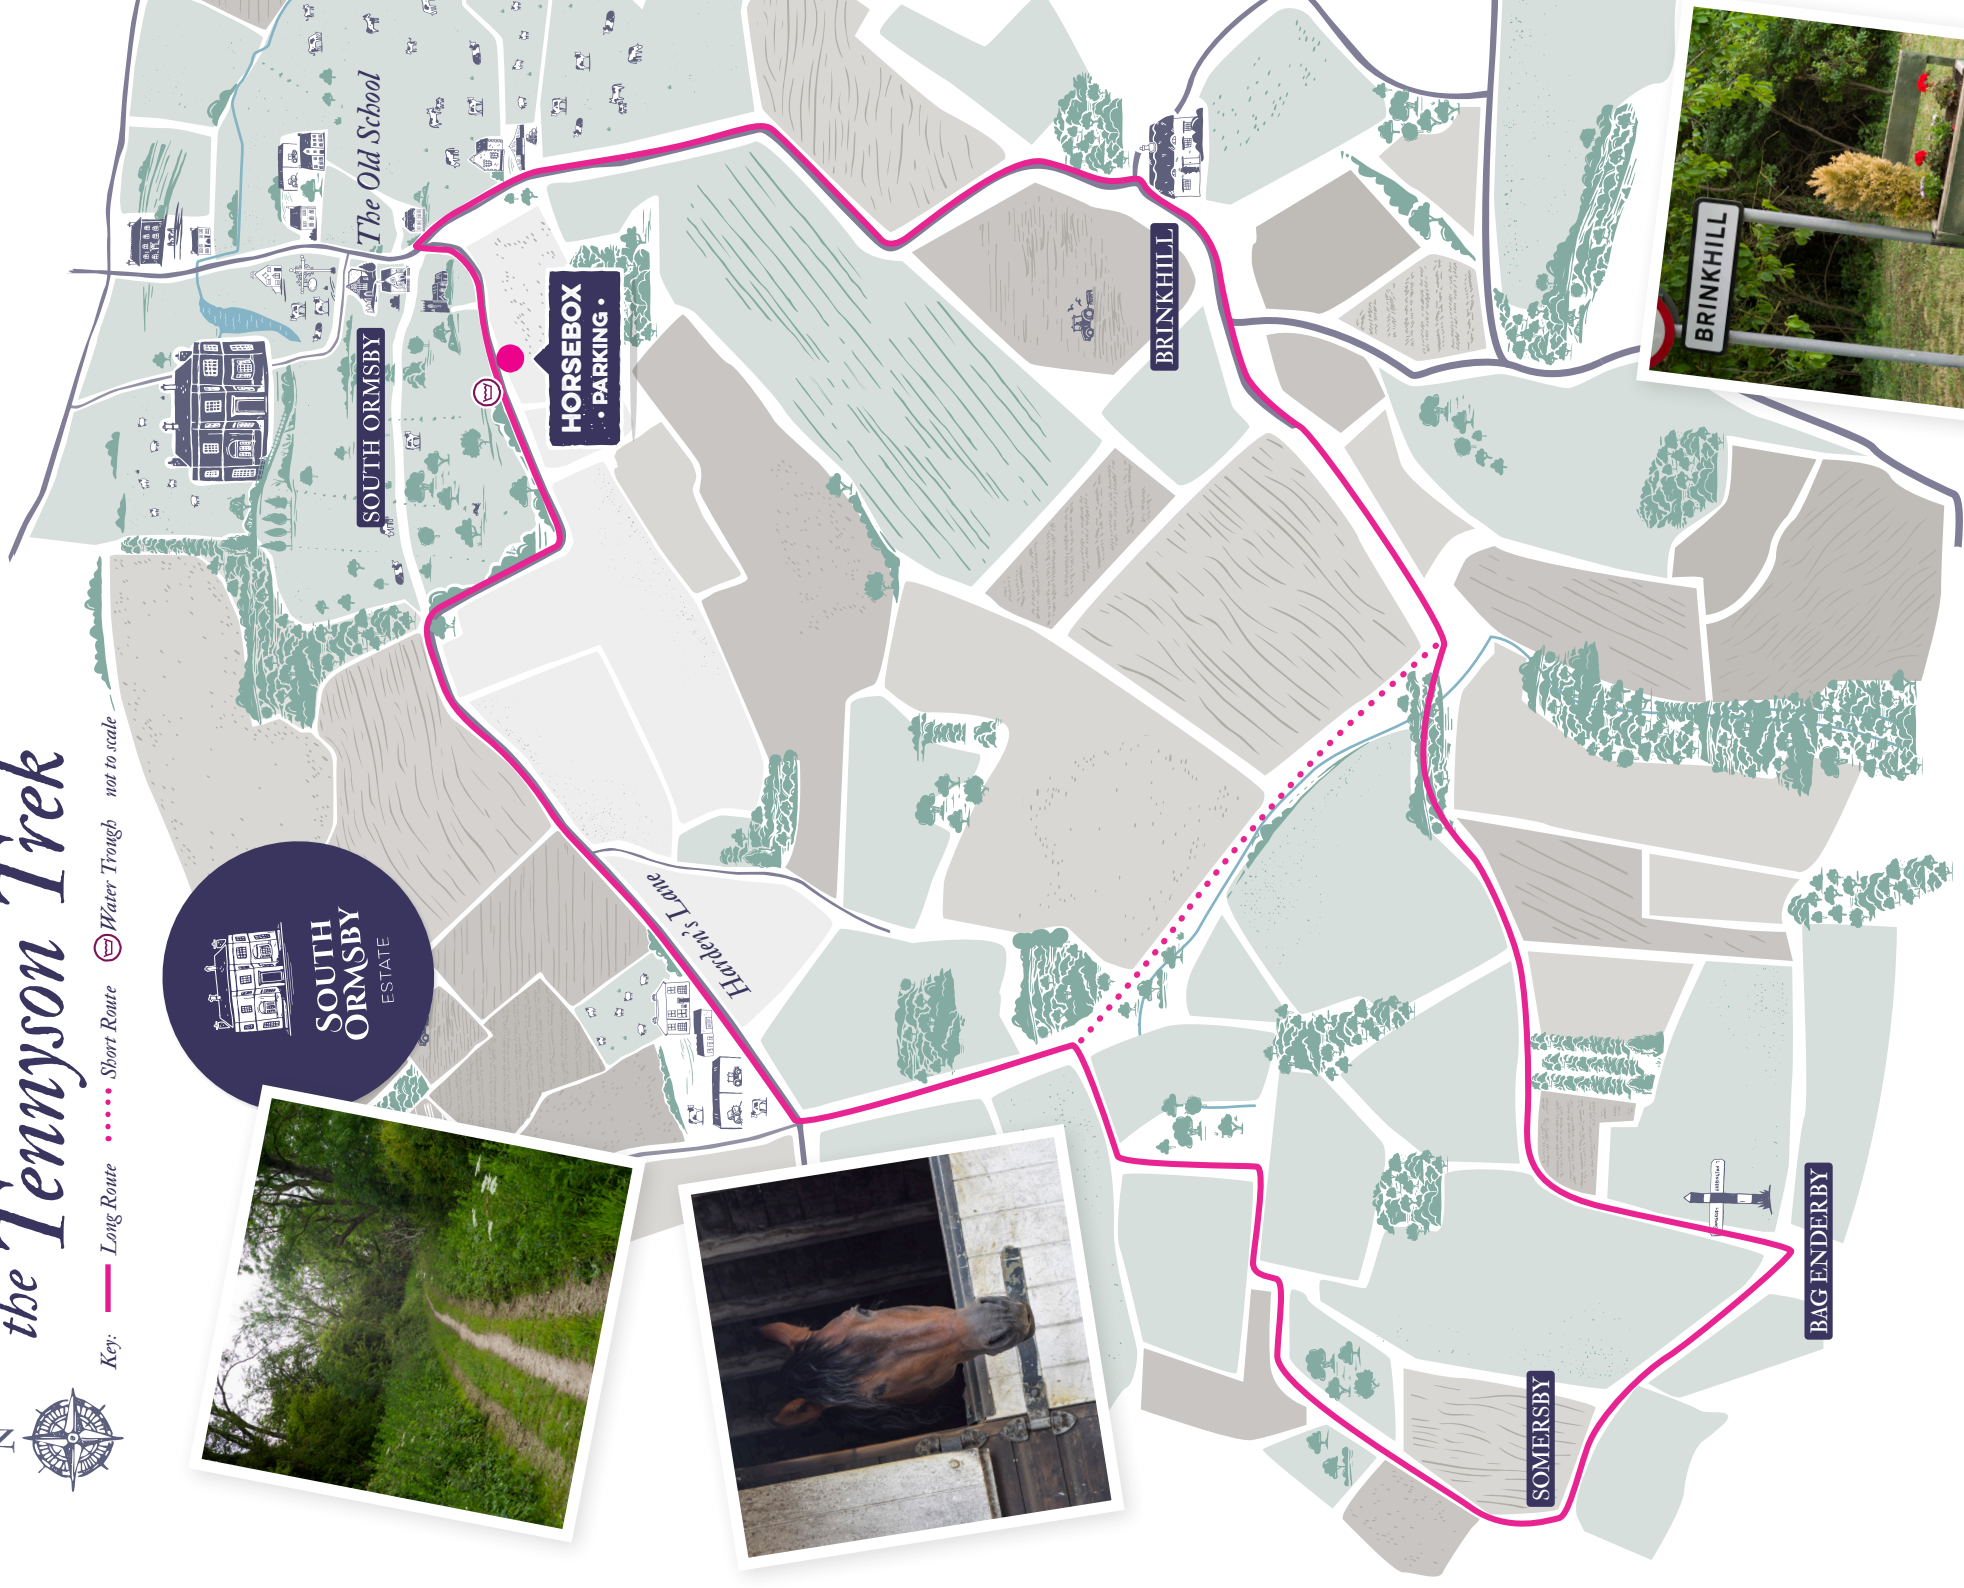 N
the Tennyson Trek
Key:
Long Route
Short Route
Water Trough
not to scale
SOUTH
ORMSBY
ESTATE
SOUTH ORMSBY
The Old School
HORSEBOX
• PARKING •
Harden's Lane
BRINKHILL
BRINKHILL
SOMERSBY
BAG ENDERBY